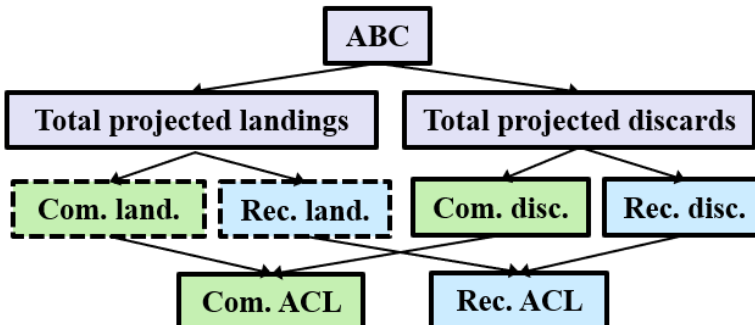 ABC
Total projected landings
Total projected discards
Com. land.
Rec. land.
Com. disc.
Rec. disc.
Com. ACL
Rec. ACL